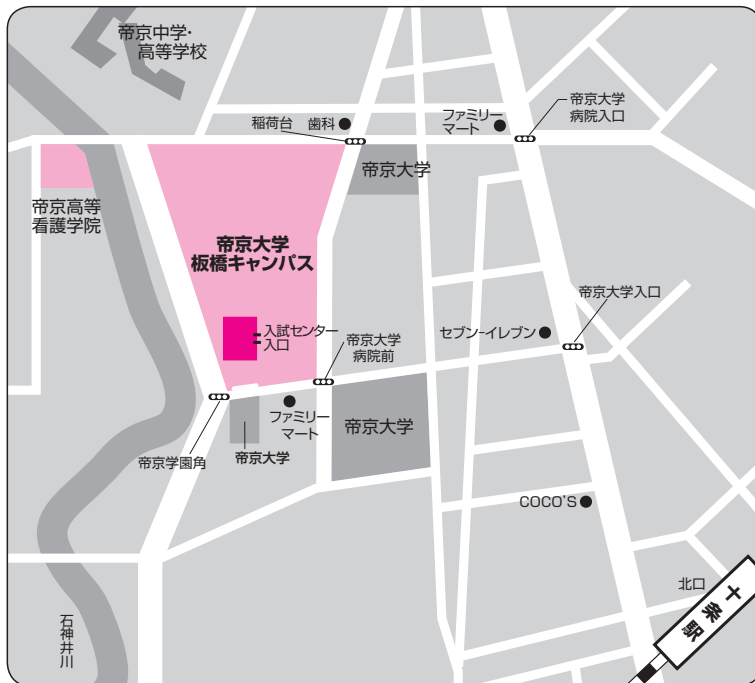 帝京中学・
高等学校
稲荷台
歯科
ファミリー
マート
帝京大学
病院入口
帝京大学
帝京高等
看護学院
帝京大学
板橋キャンパス
帝京大学入口
セブン-イレブン
入試センター
入口
帝京大学
病院前
ファミリー
マート
帝京大学
帝京学園角
帝京大学
COCO'S
北口
十条駅
石神井川